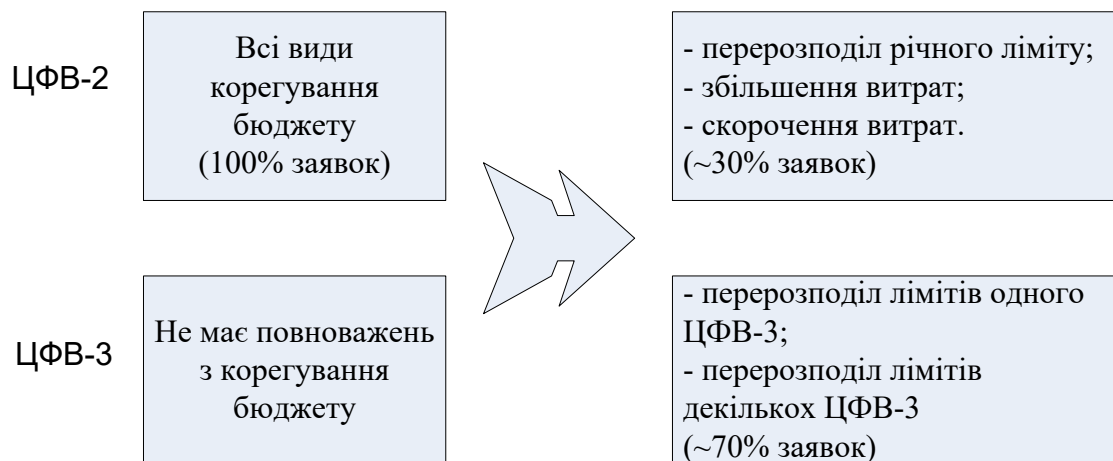 ЦФВ-2
Всі види
корегування
бюджету
(100% заявок)
- перерозподіл річного ліміту;
- збільшення витрат;
- скорочення витрат.
(~30% заявок)
ЦФВ-3
Не має повноважень
з корегування
бюджету
- перерозподіл лімітів одного
ЦФВ-3;
- перерозподіл лімітів
декількох ЦФВ-3
(~70% заявок)